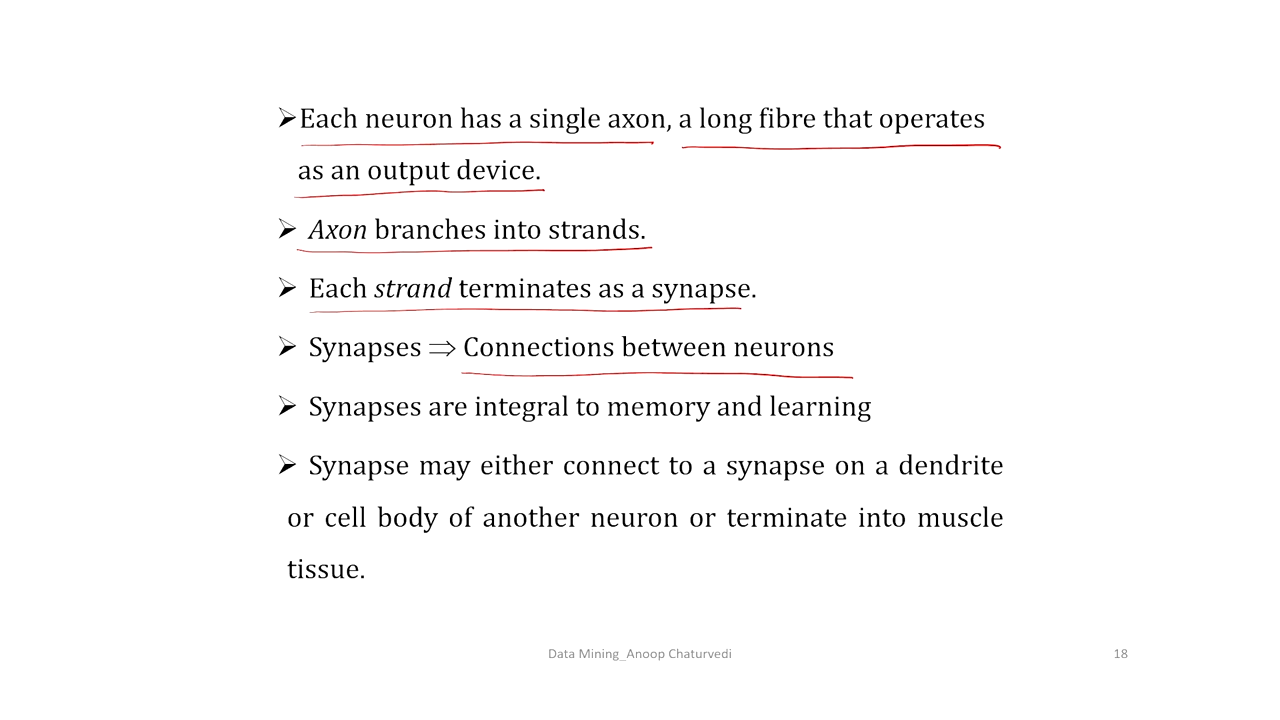 ➢Each neuron has a single axon, a long fibre that operates
as an output device.
➢ Axon branches into strands.
➢ Each strand terminates as a synapse.
➢ Synapses ⇒ Connections between neurons
➢ Synapses are integral to memory and learning
➢ Synapse may either connect to a synapse on a dendrite
or cell body of another neuron or terminate into muscle
tissue.
Data Mining_Anoop Chaturvedi 18